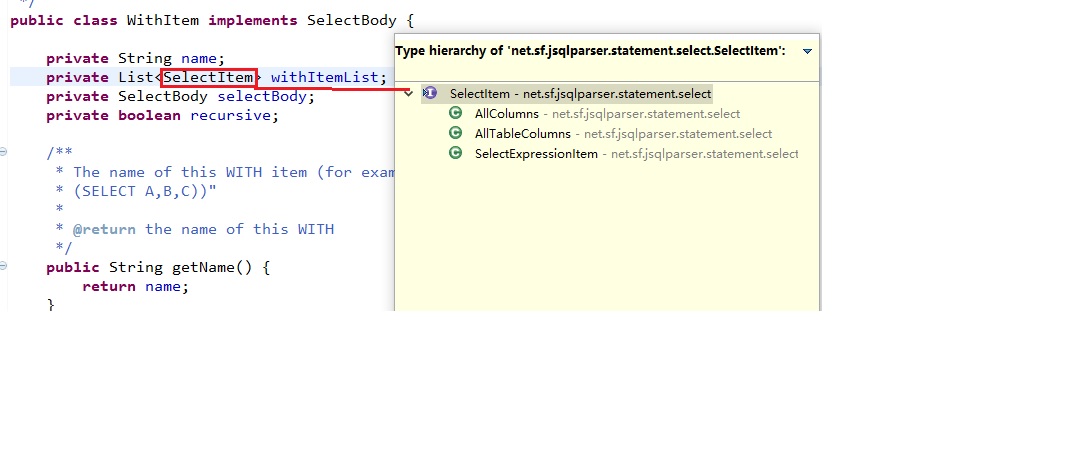 */
public class WithItem implements SelectBody {
private String name;
private List<SelectItem> withItemList;
private SelectBody selectBody;
private boolean recursive;
/**
* The name of this WITH item (for exam
* (SELECT A,B,C))"
*
* @return the name of this WITH
*/
public String getName() {
return name;
}
Type hierarchy of 'net.sf.jsqlparser.statement.select.SelectItem':
SelectItem - net.sf.jsqlparser.statement.select
AllColumns - net.sf.jsqlparser.statement.select
AllTableColumns - net.sf.jsqlparser.statement.select
SelectExpressionItem - net.sf.jsqlparser.statement.select